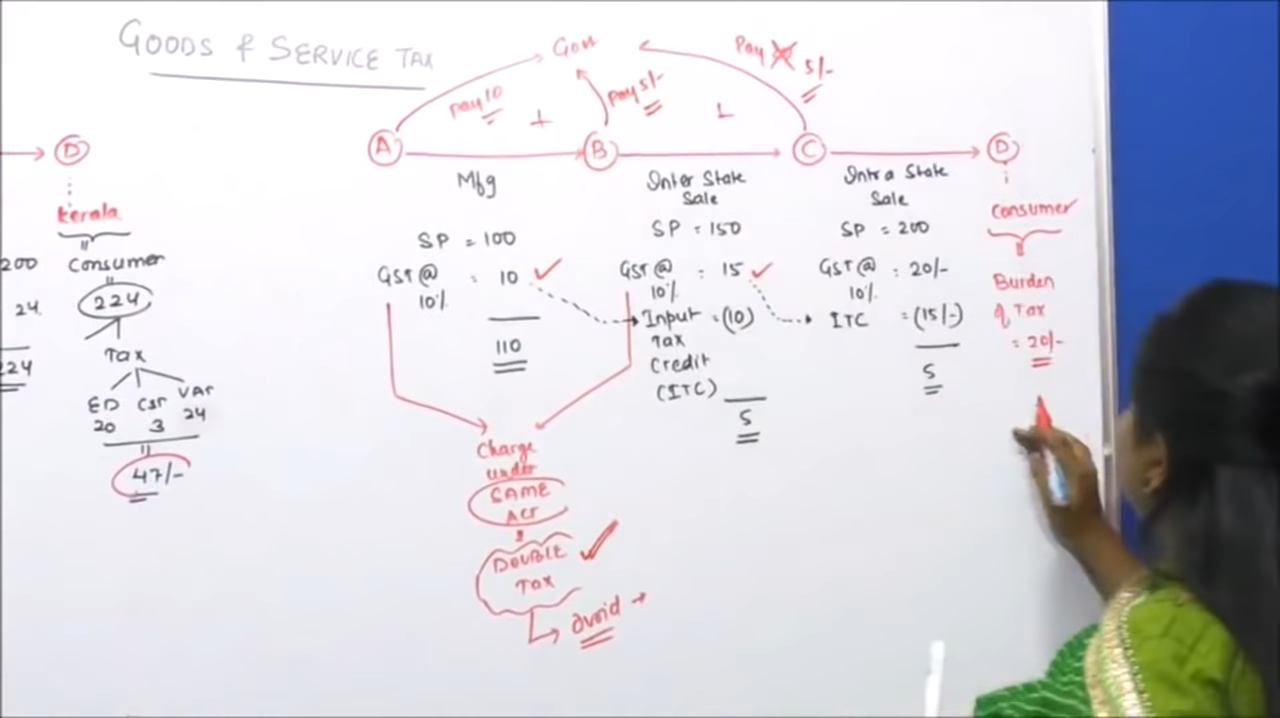 GOODS & SERVICE TAX
Gov
Pay X 5/-
pay 10
+
pay 5/-
+
D
A
B
C
D
Kerala
Consumer
224
Tax
ED CST VAT
20 3 24
47/-
200
24
224
Mfg
SP = 100
GST @ = 10 ✓
10%
110
Inter State
Sale
SP = 150
GST @ = 15 ✓
10%
Input = (10)
Tax
Credit
(ITC)
5
Intra State
Sale
SP = 200
GST @ = 20/-
10%
ITC = (15/-)
5
Consumer
Burden
of Tax
= 20/-
Charge
under
SAME
ACT
DOUBLE
Tax ✓
avoid →